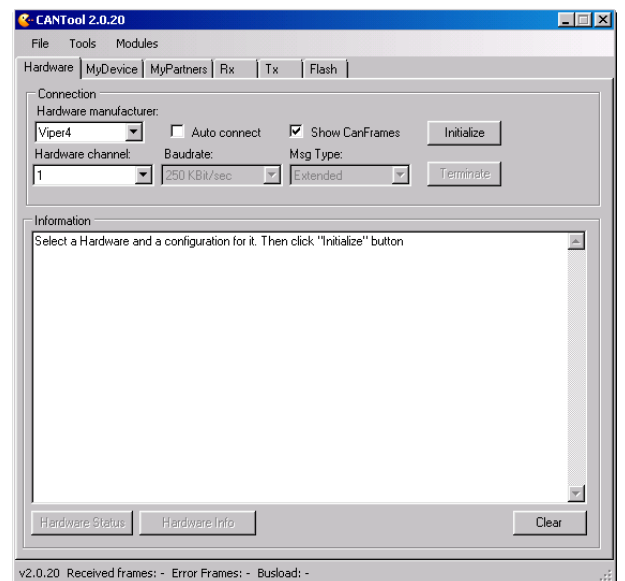 CANTool 2.0.20
File Tools Modules
Hardware MyDevice MyPartners Rx Tx Flash
Connection
Hardware manufacturer:
Viper4 Auto connect Show CanFrames Initialize
Hardware channel: Baudrate: Msg Type:
1 250 KBit/sec Extended Terminate
Information
Select a Hardware and a configuration for it. Then click "Initialize" button
Hardware Status Hardware Info Clear
v2.0.20 Received frames: - Error Frames: - Busload: -